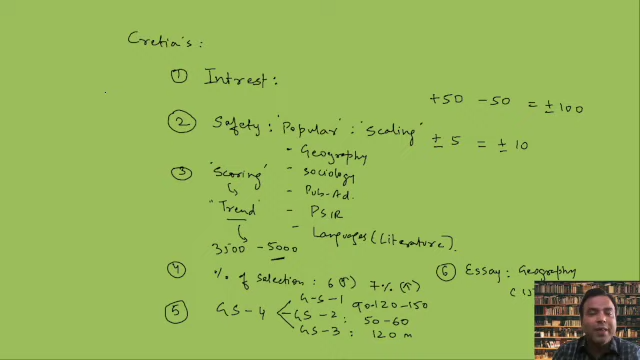 Cretia's :
① Intrest :
+50 -50 = ±100
② Safety : 'Popular' : 'Scaling'
± 5 = ± 10
- Geography
③ 'Scoring'
- Sociology
- Pub-Ad.
"Trend"
- PSIR
- Languages (Literature).
3500 - 5000
④ % of selection : 6 (5) 7% (5)
⑥ Essay : Geography
⑤ GS-4
G-S-1 90-120-150
GS-2 : 50-60
GS-3 : 120 m